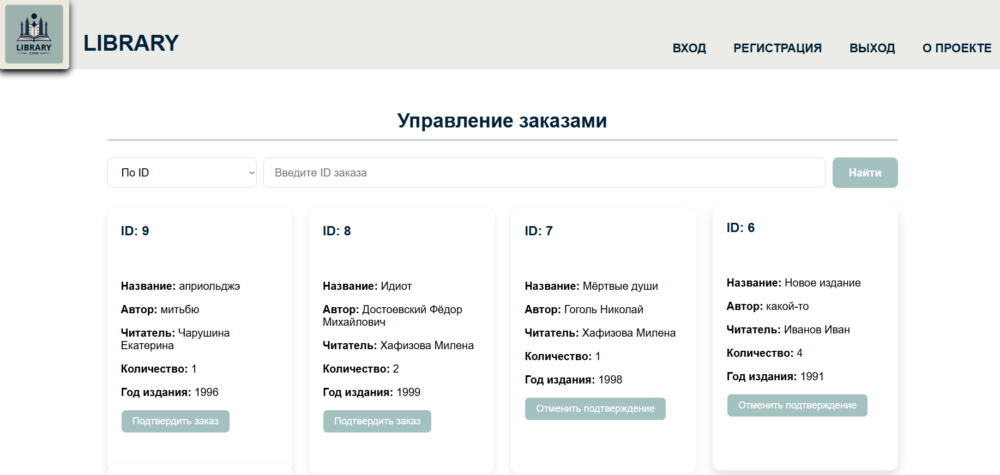 LIBRARY
.COM
LIBRARY
ВХОД
РЕГИСТРАЦИЯ
ВЫХОД
О ПРОЕКТЕ
Управление заказами
По ID
Введите ID заказа
Найти
ID: 9
Название: априольджэ
Автор: митьбю
Читатель: Чарушина
Екатерина
Количество: 1
Год издания: 1996
Подтвердить заказ
ID: 8
Название: Идиот
Автор: Достоевский Фёдор
Михайлович
Читатель: Хафизова Милена
Количество: 2
Год издания: 1999
Подтвердить заказ
ID: 7
Название: Мёртвые души
Автор: Гоголь Николай
Читатель: Хафизова Милена
Количество: 1
Год издания: 1998
Отменить подтверждение
ID: 6
Название: Новое издание
Автор: какой-то
Читатель: Иванов Иван
Количество: 4
Год издания: 1991
Отменить подтверждение